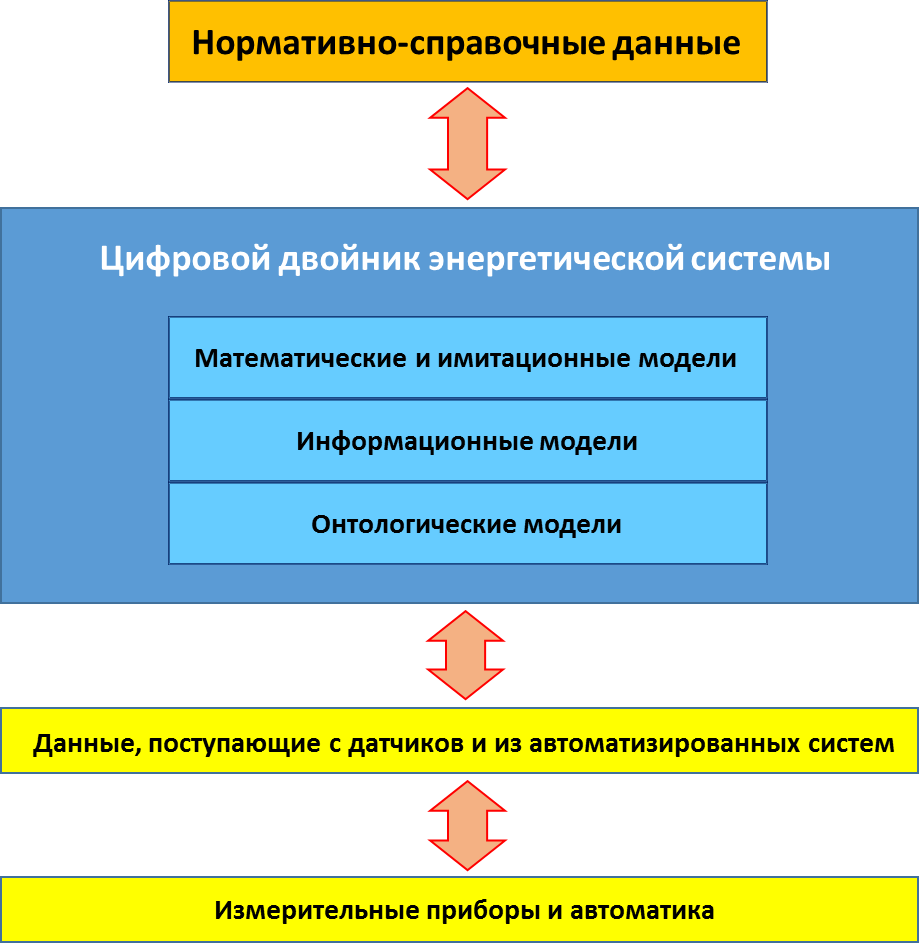 Нормативно-справочные данные
Цифровой двойник энергетической системы
Математические и имитационные модели
Информационные модели
Онтологические модели
Данные, поступающие с датчиков и из автоматизированных систем
Измерительные приборы и автоматика